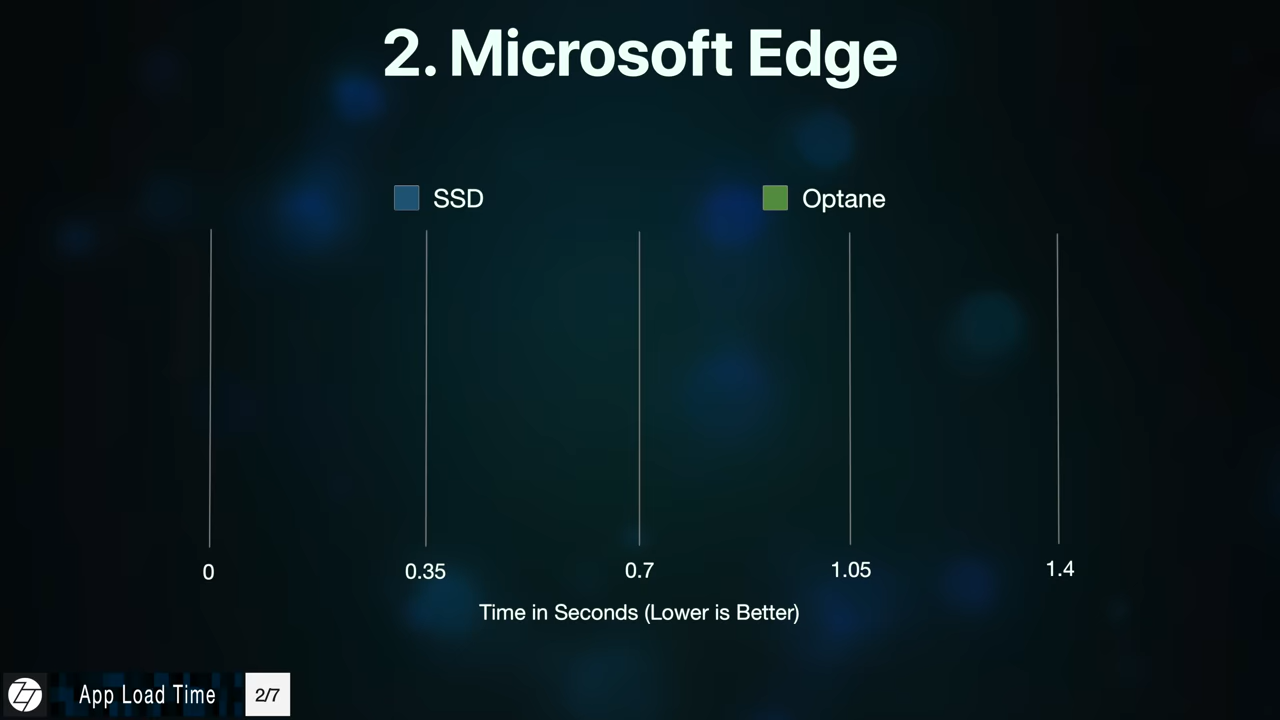 2. Microsoft Edge
SSD
Optane
0
0.35
0.7
1.05
1.4
Time in Seconds (Lower is Better)
App Load Time
2/7